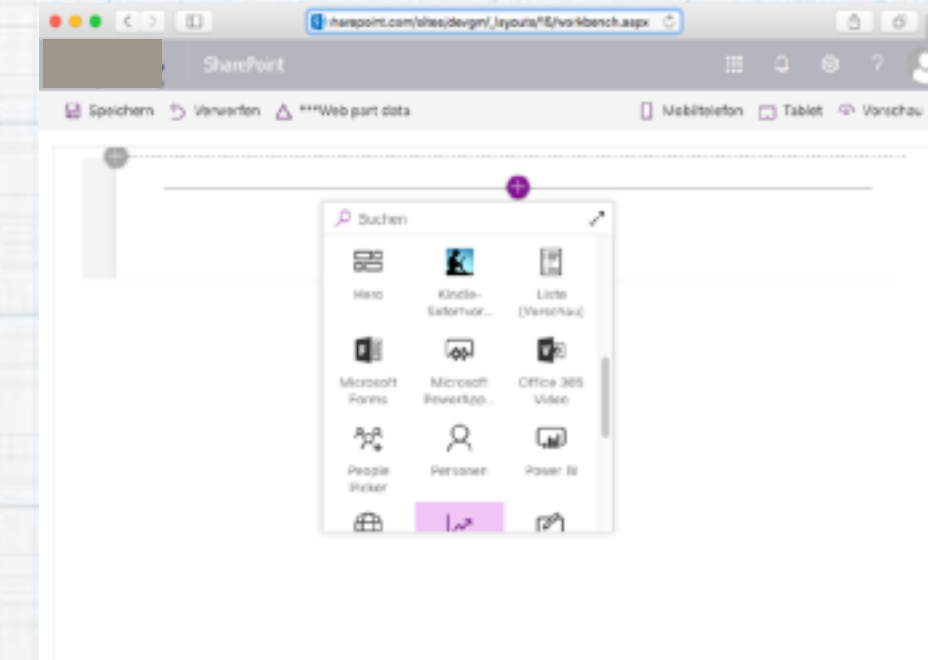 sharepoint.com/sites/devgm/_layouts/15/workbench.aspx
SharePoint
?
Speichern Verwerfen ***Web part data Mobiltelefon Tablet Vorschau
Suchen
Hero Kindle- Liste
Sofortvor... (Vorschau)
Microsoft Microsoft Office 365
Forms PowerApp... Video
People Personen Power BI
Picker